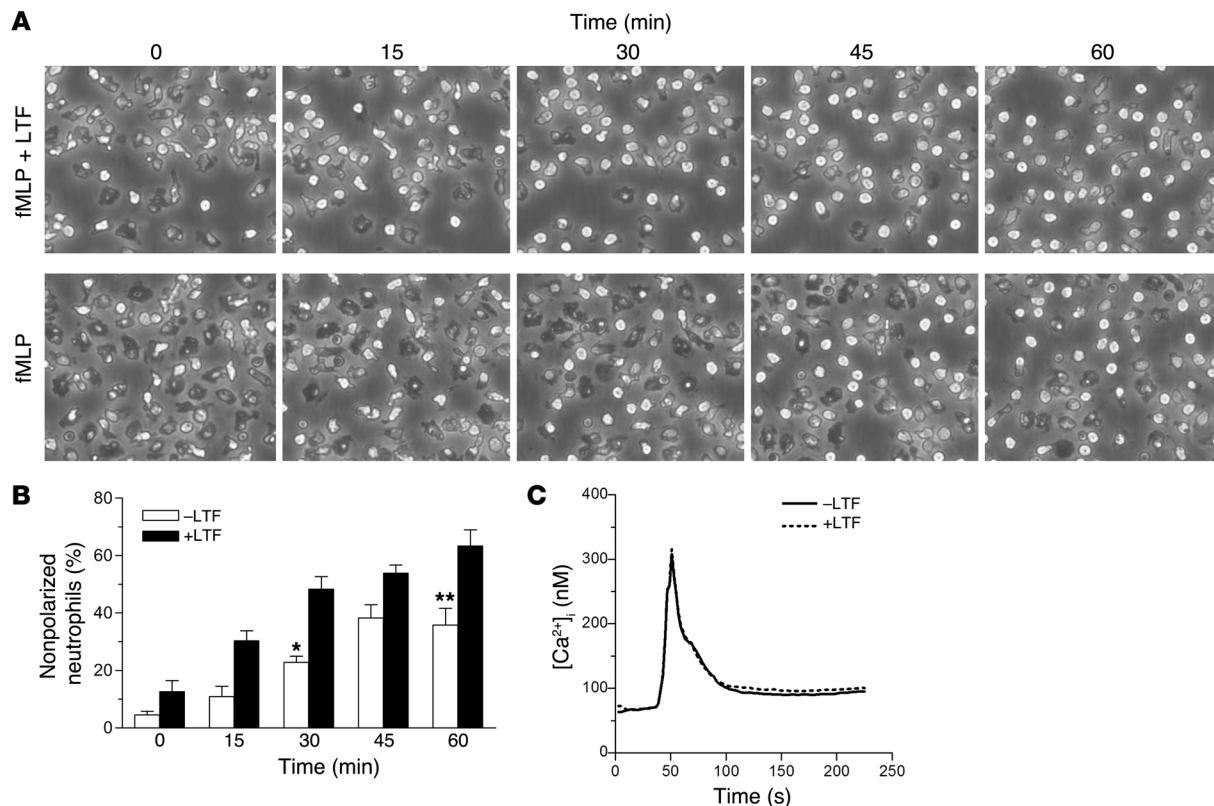 A
Time (min)
0 15 30 45 60
fMLP + LTF
fMLP
B
80
60
40
20
0
Nonpolarized
neutrophils (%)
–LTF
+LTF
*
**
0 15 30 45 60
Time (min)
C
400
300
200
100
0
[Ca²⁺]ᵢ (nM)
–LTF
+LTF
0 50 100 150 200 250
Time (s)